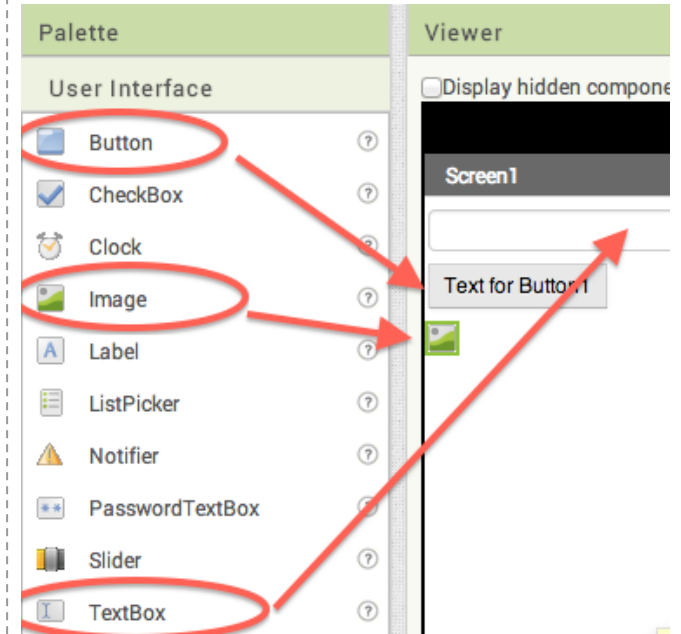 Palette
User Interface
Button ?
CheckBox ?
Clock ?
Image ?
A Label ?
ListPicker ?
Notifier ?
** PasswordTextBox ?
Slider ?
I TextBox ?
Viewer
Display hidden compone
Screen1
Text for Button1